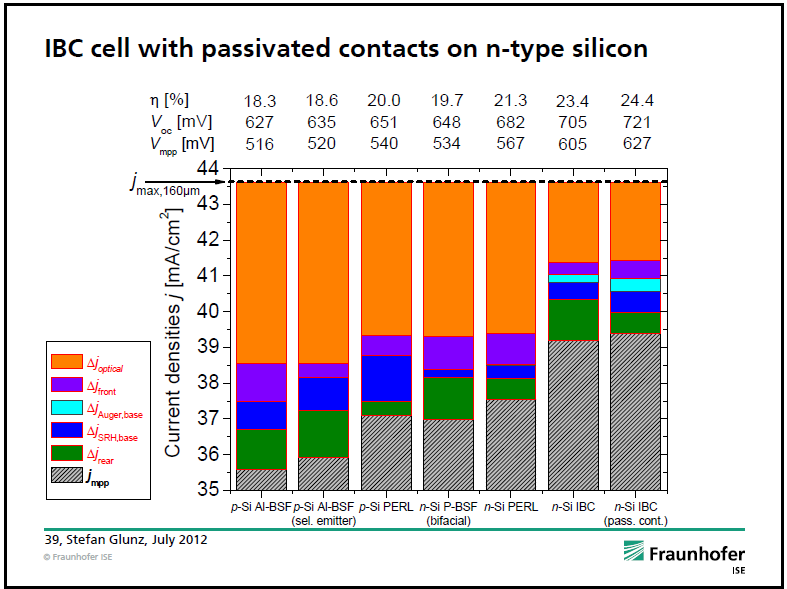 IBC cell with passivated contacts on n-type silicon
η [%] 18.3 18.6 20.0 19.7 21.3 23.4 24.4
Voc [mV] 627 635 651 648 682 705 721
Vmpp [mV] 516 520 540 534 567 605 627
jmax,160µm
44
43
42
41
40
39
38
37
36
35
Current densities j [mA/cm²]
Δjoptical
Δjfront
ΔjAuger,base
ΔjSRH,base
Δjrear
jmpp
p-Si Al-BSF p-Si Al-BSF p-Si PERL n-Si P-BSF n-Si PERL n-Si IBC n-Si IBC
(sel. emitter) (bifacial) (pass. cont.)
39, Stefan Glunz, July 2012
© Fraunhofer ISE
Fraunhofer
ISE